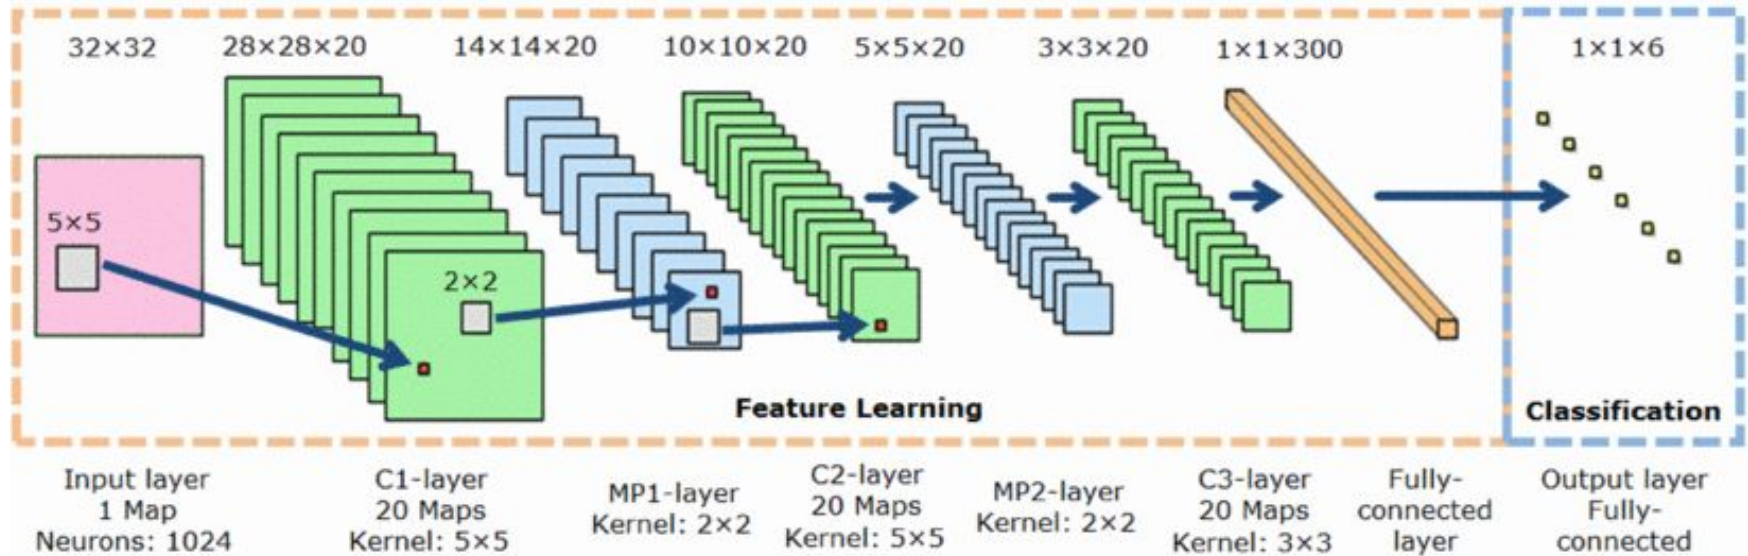 32×32 28×28×20 14×14×20 10×10×20 5×5×20 3×3×20 1×1×300 1×1×6
5×5
2×2
Feature Learning
Classification
Input layer
1 Map
Neurons: 1024
C1-layer
20 Maps
Kernel: 5×5
MP1-layer
Kernel: 2×2
C2-layer
20 Maps
Kernel: 5×5
MP2-layer
Kernel: 2×2
C3-layer
20 Maps
Kernel: 3×3
Fully-
connected
layer
Output layer
Fully-
connected